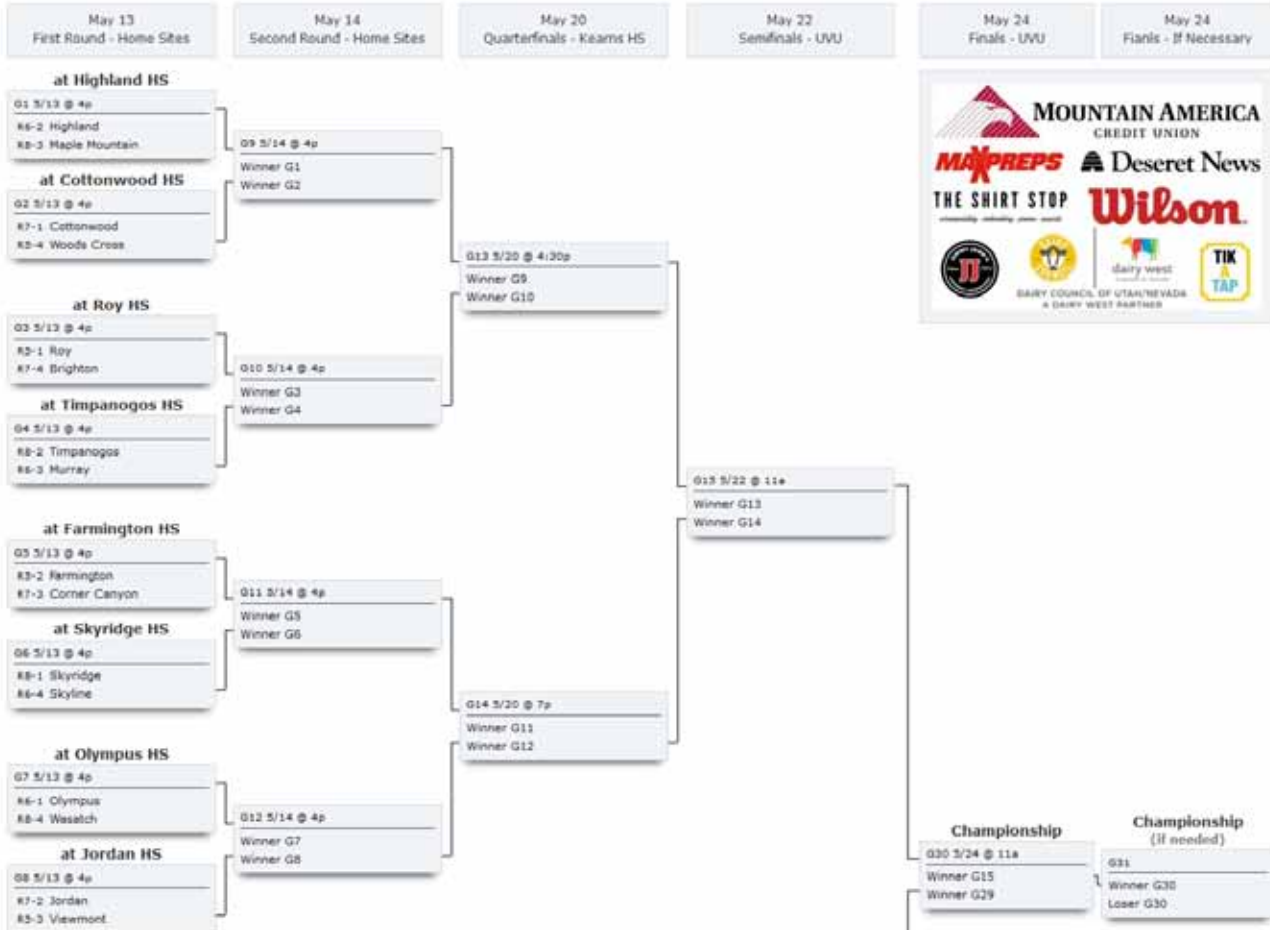 May 13
First Round - Home Sites
May 14
Second Round - Home Sites
May 20
Quarterfinals - Kearns HS
May 22
Semifinals - UVU
May 24
Finals - UVU
May 24
Fianls - If Necessary
at Highland HS
G1 5/13 @ 4p
R6-2 Highland
R8-3 Maple Mountain
at Cottonwood HS
G2 5/13 @ 4p
R7-1 Cottonwood
R5-4 Woods Cross
at Roy HS
G3 5/13 @ 4p
R5-1 Roy
R7-4 Brighton
at Timpanogos HS
G4 5/13 @ 4p
R8-2 Timpanogos
R6-3 Murray
at Farmington HS
G5 5/13 @ 4p
R5-2 Farmington
R7-3 Corner Canyon
at Skyridge HS
G6 5/13 @ 4p
R8-1 Skyridge
R6-4 Skyline
at Olympus HS
G7 5/13 @ 4p
R6-1 Olympus
R8-4 Wasatch
at Jordan HS
G8 5/13 @ 4p
R7-2 Jordan
R5-3 Viewmont
G9 5/14 @ 4p
Winner G1
Winner G2
G10 5/14 @ 4p
Winner G3
Winner G4
G11 5/14 @ 4p
Winner G5
Winner G6
G12 5/14 @ 4p
Winner G7
Winner G8
G13 5/20 @ 4:30p
Winner G9
Winner G10
G14 5/20 @ 7p
Winner G11
Winner G12
G15 5/22 @ 11a
Winner G13
Winner G14
MOUNTAIN AMERICA
CREDIT UNION
MAXPREPS
Deseret News
THE SHIRT STOP
Wilson
JJ
dairy west
TIK
A
TAP
DAIRY COUNCIL OF UTAH/NEVADA
A DAIRY WEST PARTNER
Championship
G30 5/24 @ 11a
Winner G15
Winner G29
Championship
(if needed)
G31
Winner G30
Loser G30